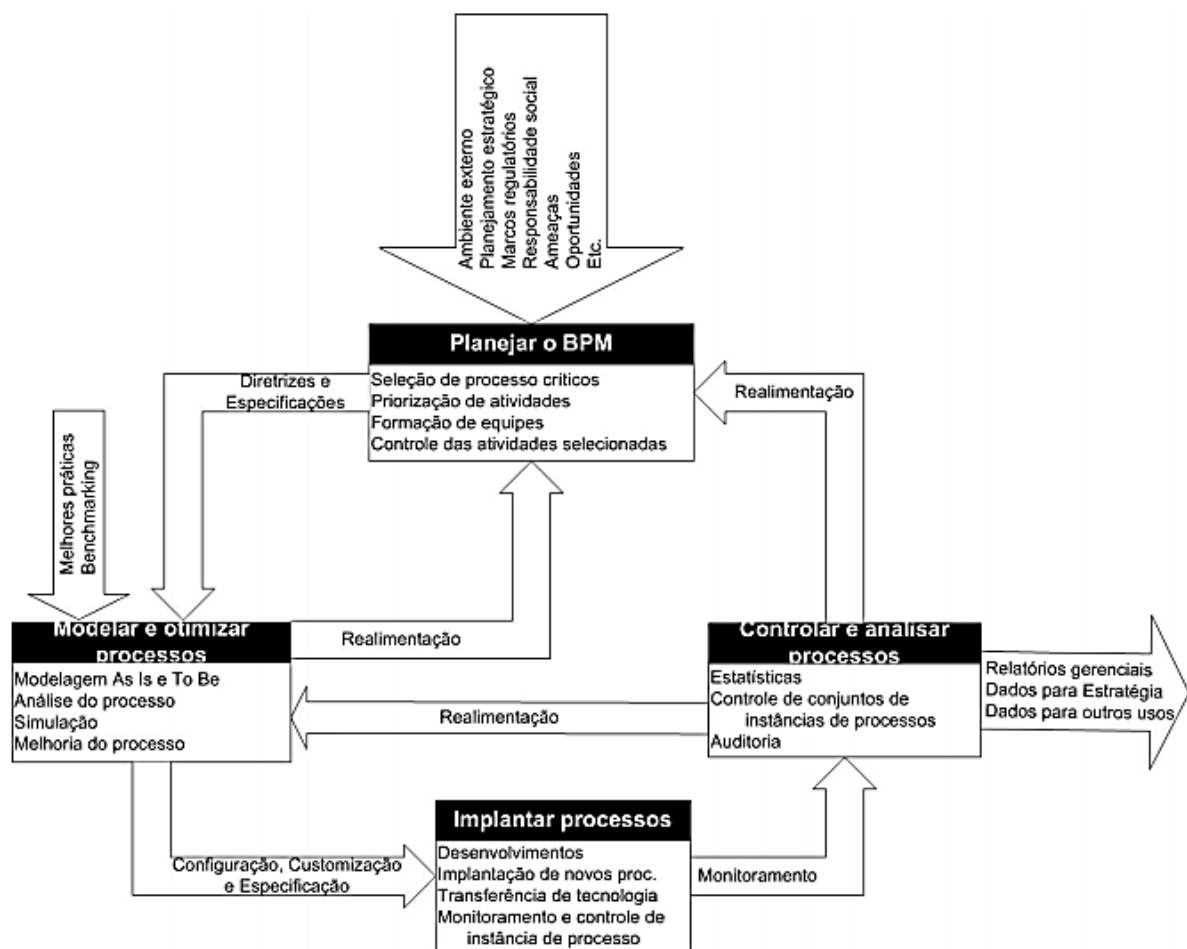 Ambiente externo
Planejamento estratégico
Marcos regulatórios
Responsabilidade social
Ameaças
Oportunidades
Etc.
Planejar o BPM
Seleção de processo críticos
Priorização de atividades
Formação de equipes
Controle das atividades selecionadas
Diretrizes e
Especificações
Realimentação
Melhores práticas
Benchmarking
Modelar e otimizar
processos
Modelagem As Is e To Be
Análise do processo
Simulação
Melhoria do processo
Realimentação
Realimentação
Controlar e analisar
processos
Estatísticas
Controle de conjuntos de
instâncias de processos
Auditoria
Relatórios gerenciais
Dados para Estratégia
Dados para outros usos
Configuração, Customização
e Especificação
Implantar processos
Desenvolvimentos
Implantação de novos proc.
Transferência de tecnologia
Monitoramento e controle de
instância de processo
Monitoramento